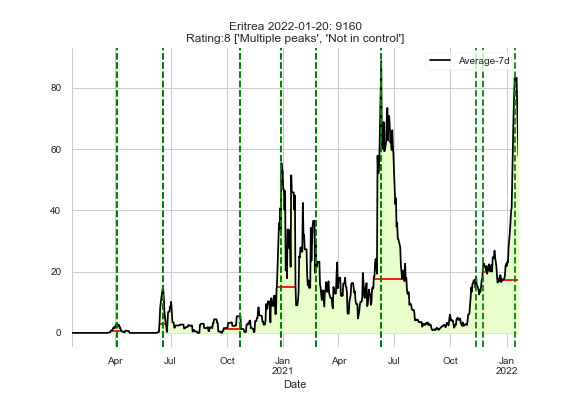 Eritrea 2022-01-20: 9160
Rating:8 ['Multiple peaks', 'Not in control']
Average-7d
80
60
40
20
0
Apr Jul Oct Jan Apr Jul Oct Jan
2021 2022
Date